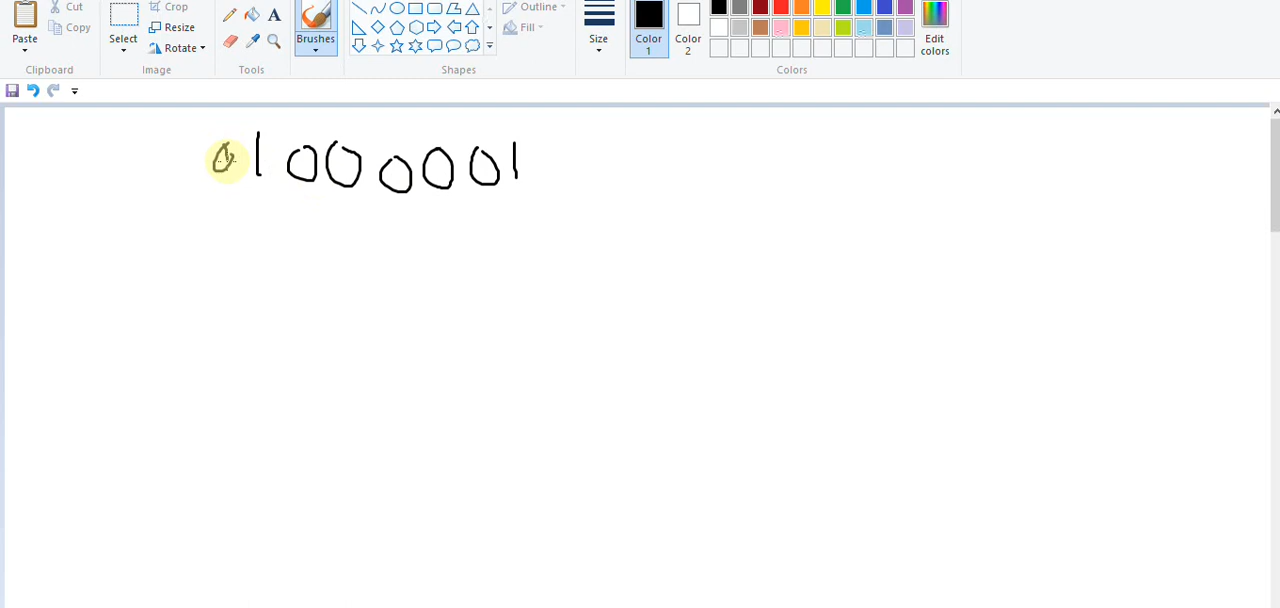 Paste
Cut
Copy
Clipboard
Select
Crop
Resize
Rotate
Image
A
Tools
Brushes
Shapes
Outline
Fill
Size
Color 1
Color 2
Edit colors
Colors
01000001